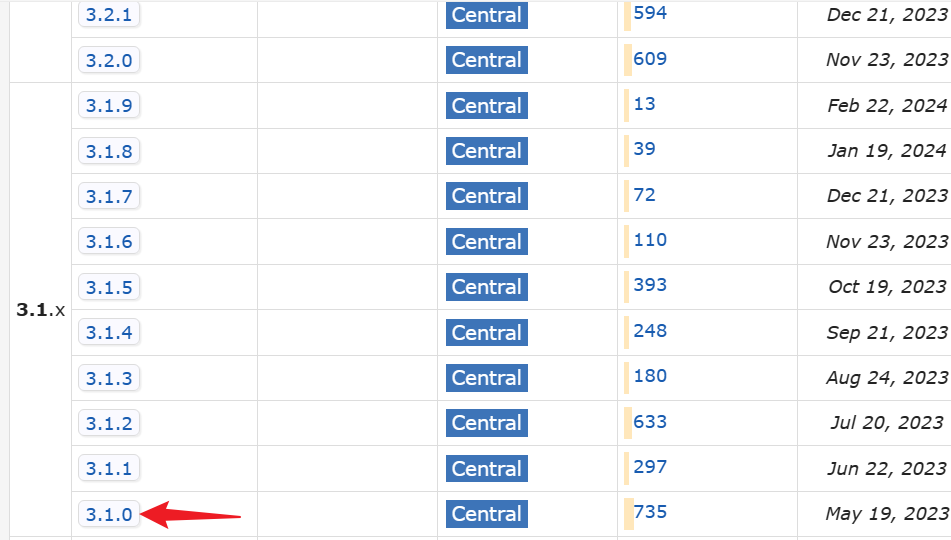 3.2.1 Central 594 Dec 21, 2023
3.2.0 Central 609 Nov 23, 2023
3.1.9 Central 13 Feb 22, 2024
3.1.8 Central 39 Jan 19, 2024
3.1.7 Central 72 Dec 21, 2023
3.1.6 Central 110 Nov 23, 2023
3.1.5 Central 393 Oct 19, 2023
3.1.x
3.1.4 Central 248 Sep 21, 2023
3.1.3 Central 180 Aug 24, 2023
3.1.2 Central 633 Jul 20, 2023
3.1.1 Central 297 Jun 22, 2023
3.1.0 Central 735 May 19, 2023